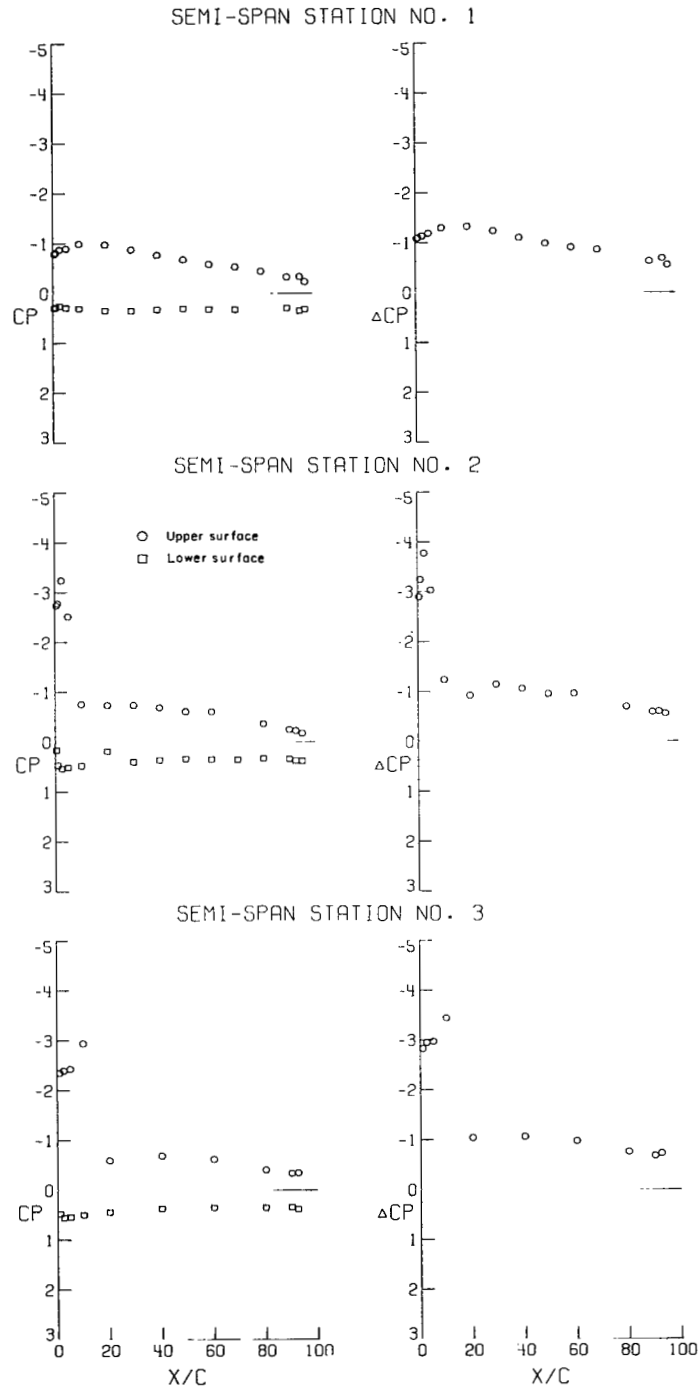 SEMI-SPAN STATION NO. 1
-5 -5
-4 -4
-3 -3
-2 -2
-1 -1
0 0
CP ΔCP
1 1
2 2
3 3
SEMI-SPAN STATION NO. 2
-5 -5
○ Upper surface
-4 -4
□ Lower surface
-3 -3
-2 -2
-1 -1
0 0
CP ΔCP
1 1
2 2
3 3
SEMI-SPAN STATION NO. 3
-5 -5
-4 -4
-3 -3
-2 -2
-1 -1
0 0
CP ΔCP
1 1
2 2
3 3
0 20 40 60 80 100 0 20 40 60 80 100
X/C X/C